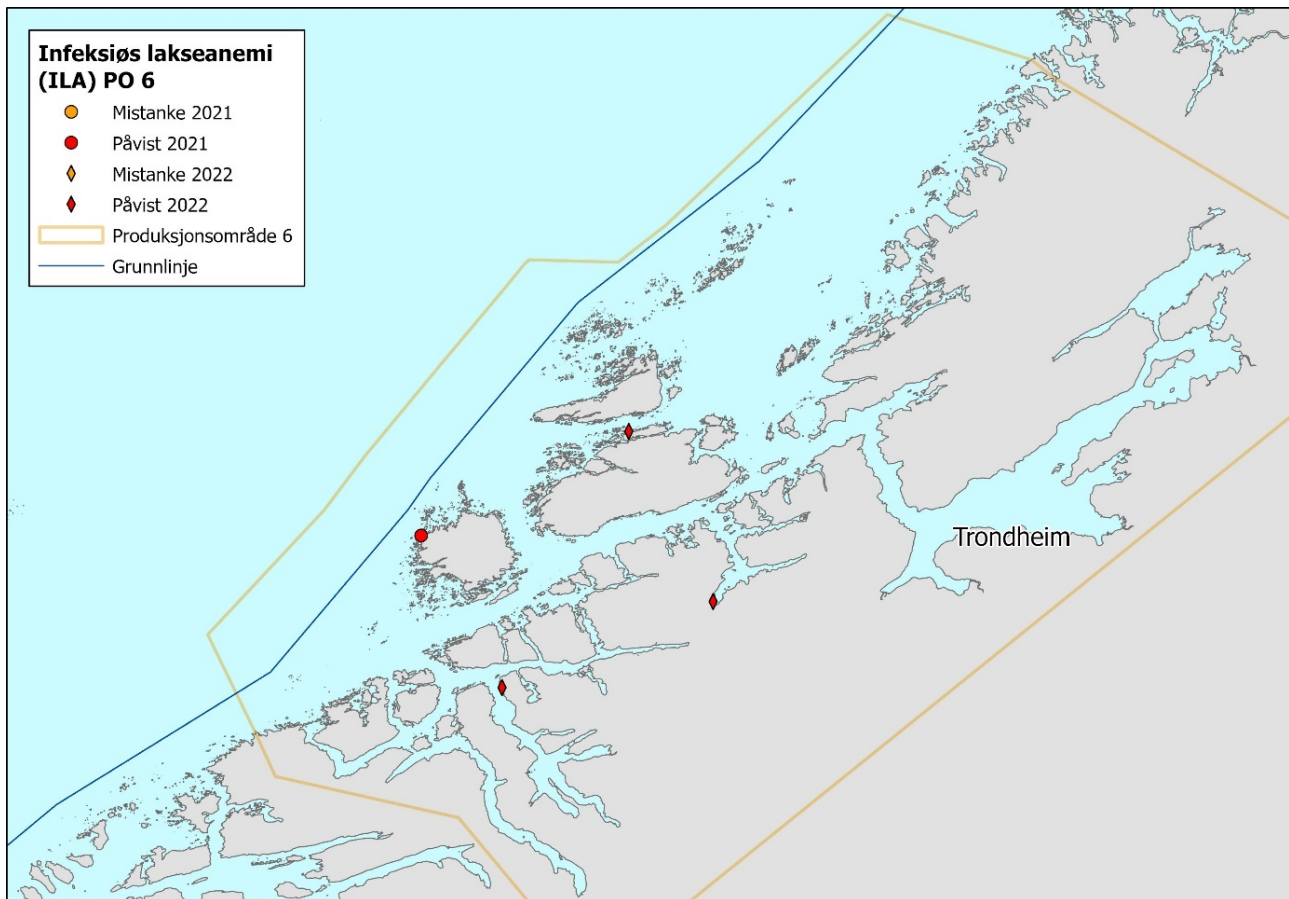 Infeksiøs lakseanemi
(ILA) PO 6
Mistanke 2021
Påvist 2021
Mistanke 2022
Påvist 2022
Produksjonsområde 6
Grunnlinje
Trondheim